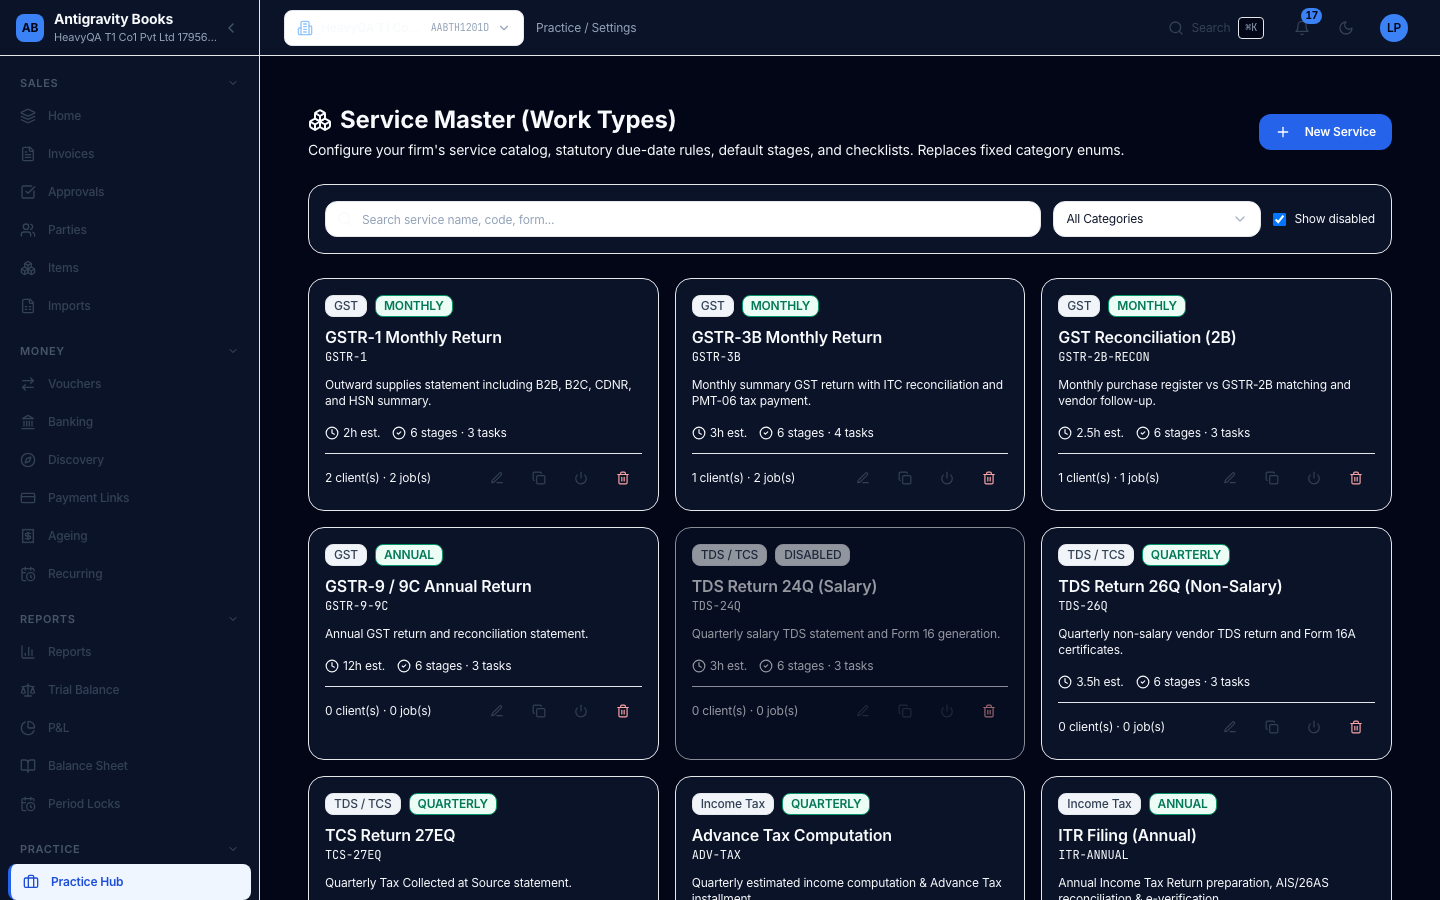 AB
Antigravity Books
HeavyQA T1 Co1 Pvt Ltd 17956...
AABTH1201D
Practice / Settings
Search
⌘K
17
LP
SALES
Home
Invoices
Approvals
Parties
Items
Imports
MONEY
Vouchers
Banking
Discovery
Payment Links
Ageing
Recurring
REPORTS
Reports
Trial Balance
P&L
Balance Sheet
Period Locks
PRACTICE
Practice Hub
Service Master (Work Types)
Configure your firm's service catalog, statutory due-date rules, default stages, and checklists. Replaces fixed category enums.
New Service
Search service name, code, form...
All Categories
Show disabled
GST MONTHLY
GSTR-1 Monthly Return
GSTR-1
Outward supplies statement including B2B, B2C, CDNR,
and HSN summary.
2h est. 6 stages · 3 tasks
2 client(s) · 2 job(s)
GST MONTHLY
GSTR-3B Monthly Return
GSTR-3B
Monthly summary GST return with ITC reconciliation and
PMT-06 tax payment.
3h est. 6 stages · 4 tasks
1 client(s) · 2 job(s)
GST MONTHLY
GST Reconciliation (2B)
GSTR-2B-RECON
Monthly purchase register vs GSTR-2B matching and
vendor follow-up.
2.5h est. 6 stages · 3 tasks
1 client(s) · 1 job(s)
GST ANNUAL
GSTR-9 / 9C Annual Return
GSTR-9-9C
Annual GST return and reconciliation statement.
12h est. 6 stages · 3 tasks
0 client(s) · 0 job(s)
TDS / TCS DISABLED
TDS Return 24Q (Salary)
TDS-24Q
Quarterly salary TDS statement and Form 16 generation.
3h est. 6 stages · 3 tasks
0 client(s) · 0 job(s)
TDS / TCS QUARTERLY
TDS Return 26Q (Non-Salary)
TDS-26Q
Quarterly non-salary vendor TDS return and Form 16A
certificates.
3.5h est. 6 stages · 3 tasks
0 client(s) · 0 job(s)
TDS / TCS QUARTERLY
TCS Return 27EQ
TCS-27EQ
Quarterly Tax Collected at Source statement.
Income Tax QUARTERLY
Advance Tax Computation
ADV-TAX
Quarterly estimated income computation & Advance Tax
installment
Income Tax ANNUAL
ITR Filing (Annual)
ITR-ANNUAL
Annual Income Tax Return preparation, AIS/26AS
reconciliation & e-verification